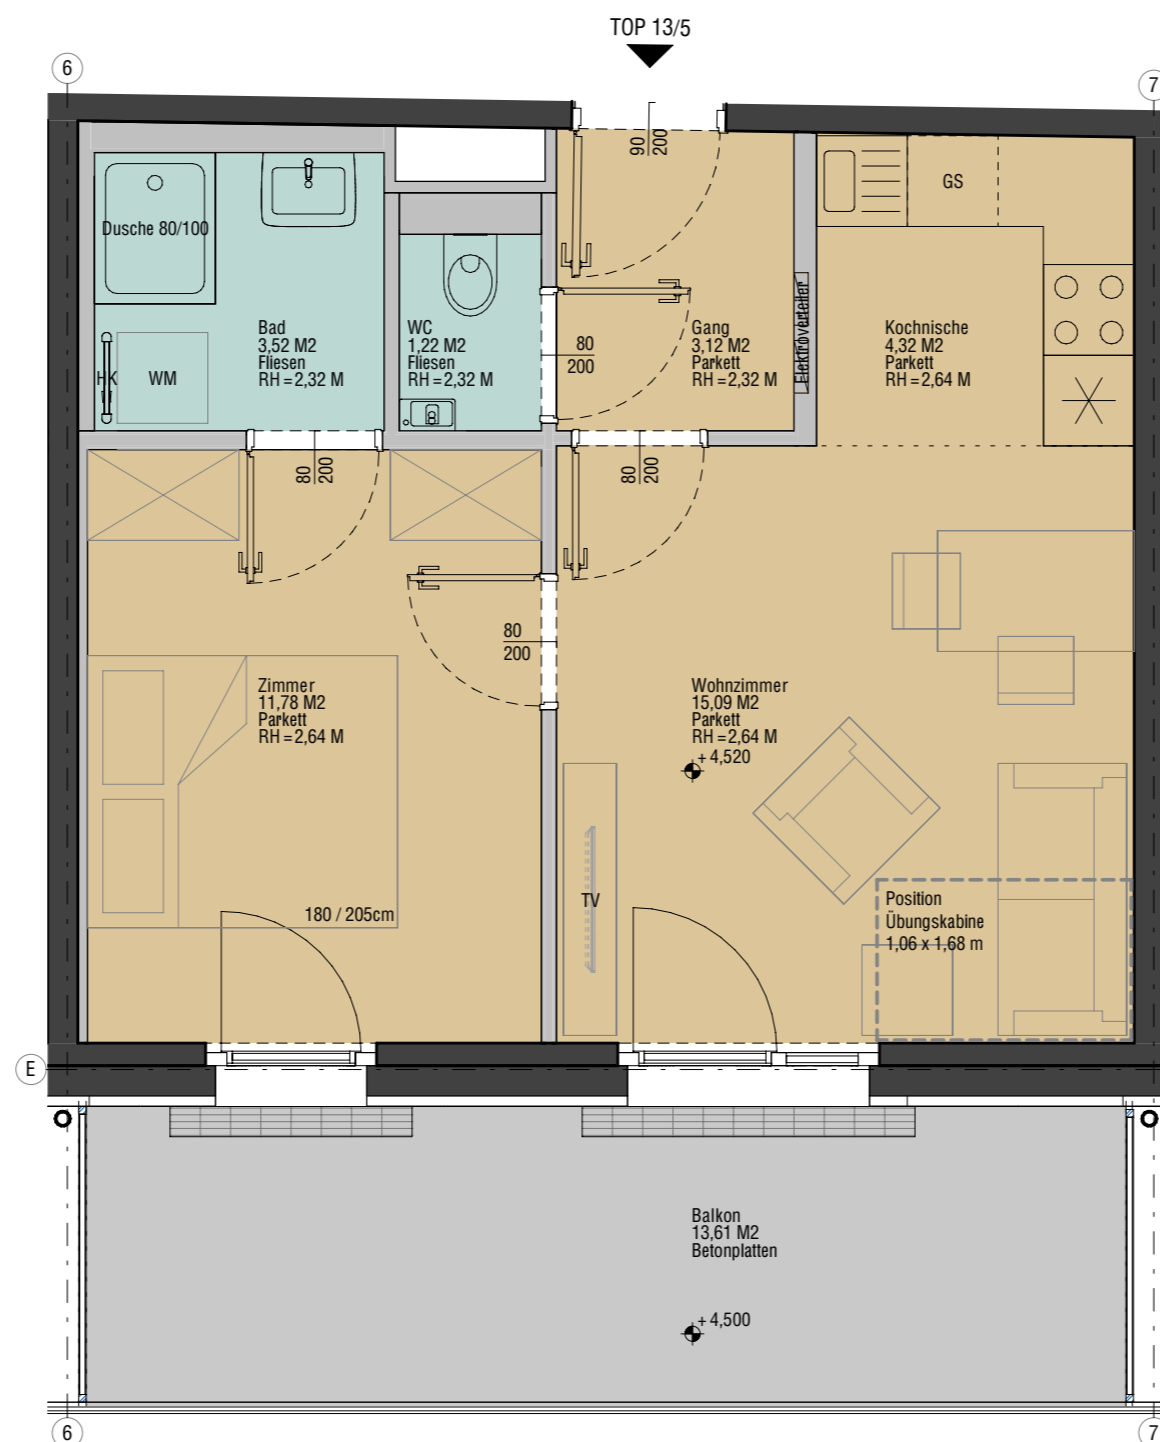 TOP 13/5
6
7
90
200
GS
Dusche 80/100
Bad
3,52 M2
Fliesen
RH = 2,32 M
WC
1,22 M2
Fliesen
RH = 2,32 M
80
200
Gang
3,12 M2
Parkett
RH = 2,32 M
Elektroverteiler
Kochnische
4,32 M2
Parkett
RH = 2,64 M
HK
WM
80
200
80
200
80
200
Zimmer
11,78 M2
Parkett
RH = 2,64 M
Wohnzimmer
15,09 M2
Parkett
RH = 2,64 M
+ 4,520
TV
180 / 205cm
Position
Übungskabine
1,06 x 1,68 m
E
Balkon
13,61 M2
Betonplatten
+ 4,500
6
7